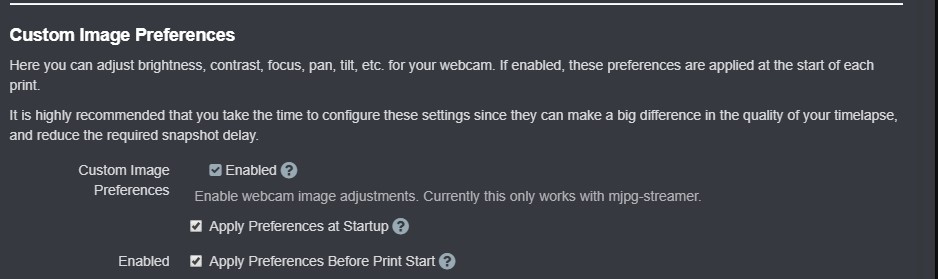 Custom Image Preferences
Here you can adjust brightness, contrast, focus, pan, tilt, etc. for your webcam. If enabled, these preferences are applied at the start of each
print.
It is highly recommended that you take the time to configure these settings since they can make a big difference in the quality of your timelapse,
and reduce the required snapshot delay.
Custom Image Enabled ?
Preferences
Enable webcam image adjustments. Currently this only works with mjpg-streamer.
Apply Preferences at Startup ?
Enabled Apply Preferences Before Print Start ?